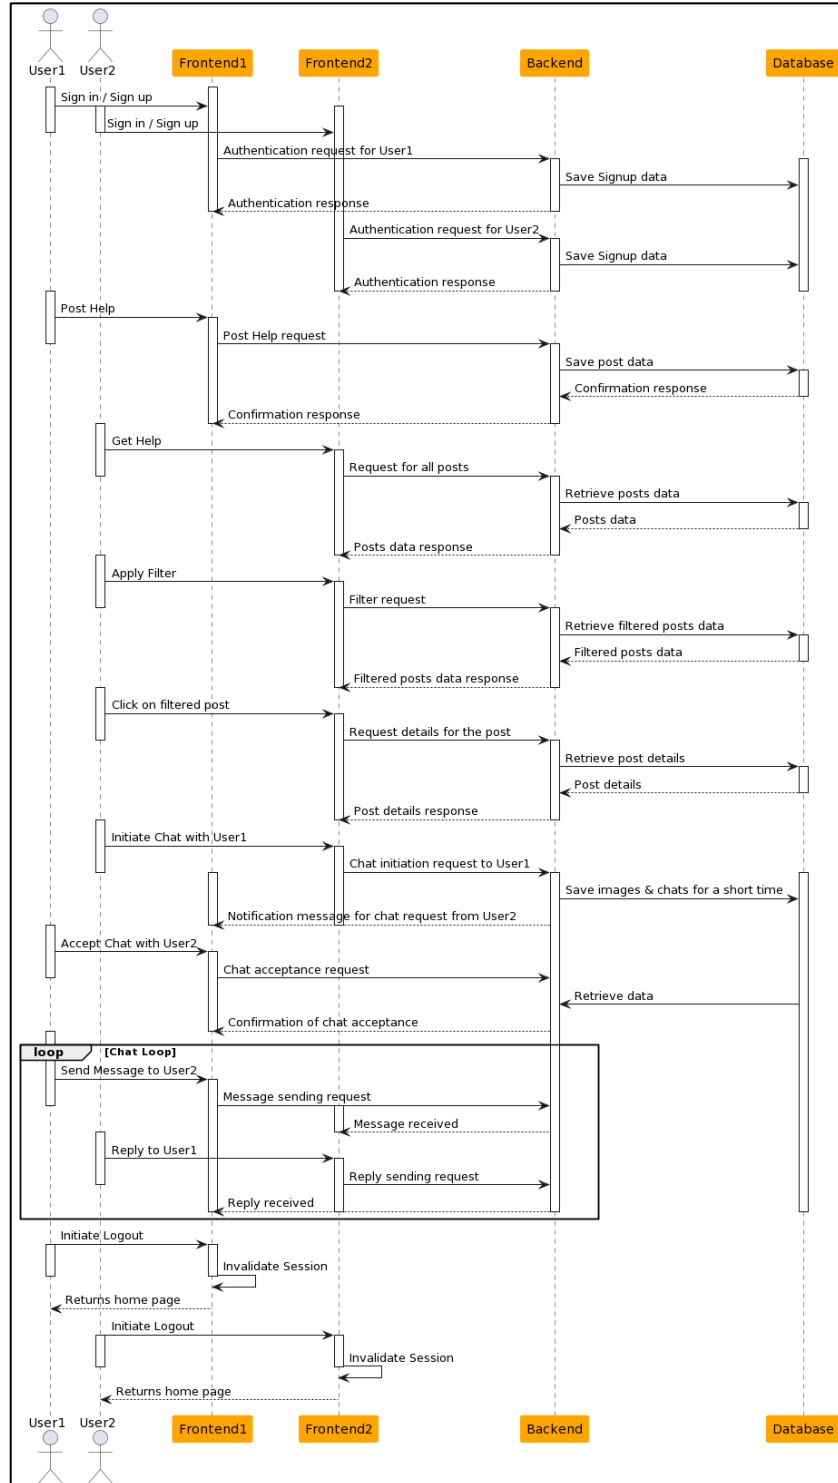 User1
User2
Frontend1
Frontend2
Backend
Database
Sign in / Sign up
Sign in / Sign up
Authentication request for User1
Save Signup data
Authentication response
Authentication request for User2
Save Signup data
Authentication response
Post Help
Post Help request
Save post data
Confirmation response
Confirmation response
Get Help
Request for all posts
Retrieve posts data
Posts data
Posts data response
Apply Filter
Filter request
Retrieve filtered posts data
Filtered posts data
Filtered posts data response
Click on filtered post
Request details for the post
Retrieve post details
Post details
Post details response
Initiate Chat with User1
Chat initiation request to User1
Save images & chats for a short time
Notification message for chat request from User2
Accept Chat with User2
Chat acceptance request
Retrieve data
Confirmation of chat acceptance
loop
[Chat Loop]
Send Message to User2
Message sending request
Message received
Reply to User1
Reply sending request
Reply received
Initiate Logout
Invalidate Session
Returns home page
Initiate Logout
Invalidate Session
Returns home page
User1
User2
Frontend1
Frontend2
Backend
Database